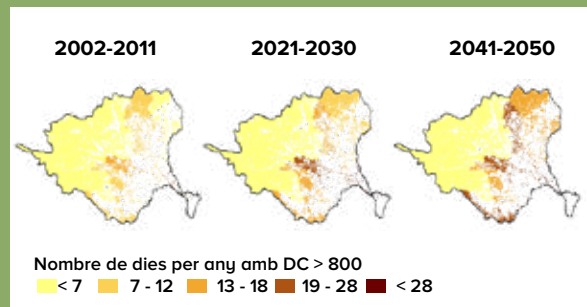 2002-2011 2021-2030 2041-2050
Nombre de dies per any amb DC > 800
< 7 7 - 12 13 - 18 19 - 28 < 28